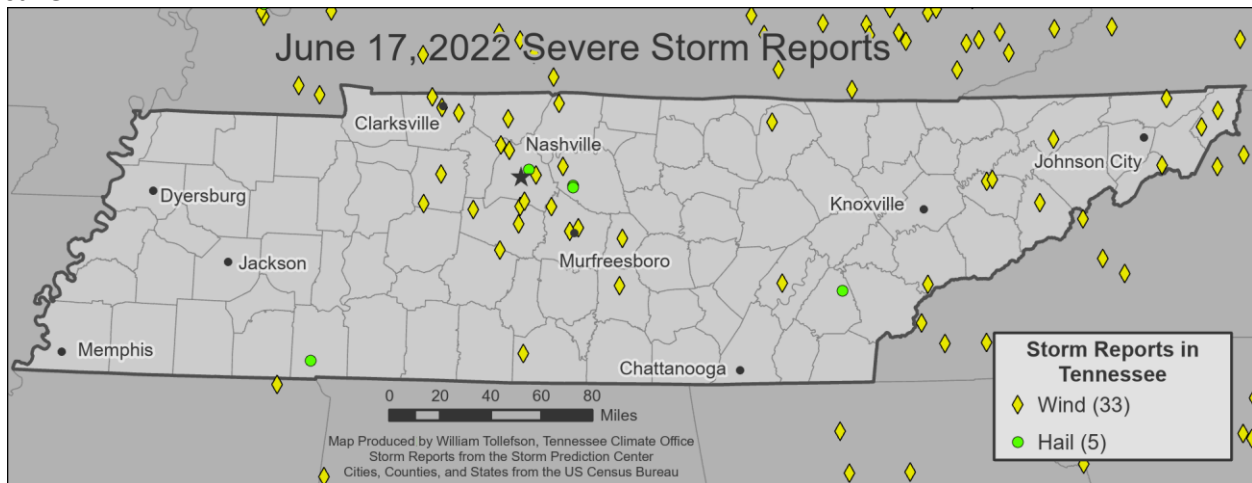 June 17, 2022 Severe Storm Reports
Clarksville
Nashville
Johnson City
Dyersburg
Knoxville
Jackson
Murfreesboro
Memphis
Chattanooga
Storm Reports in
Tennessee
Wind (33)
Hail (5)
0 20 40 60 80
Miles
Map Produced by William Tollefson, Tennessee Climate Office
Storm Reports from the Storm Prediction Center
Cities, Counties, and States from the US Census Bureau